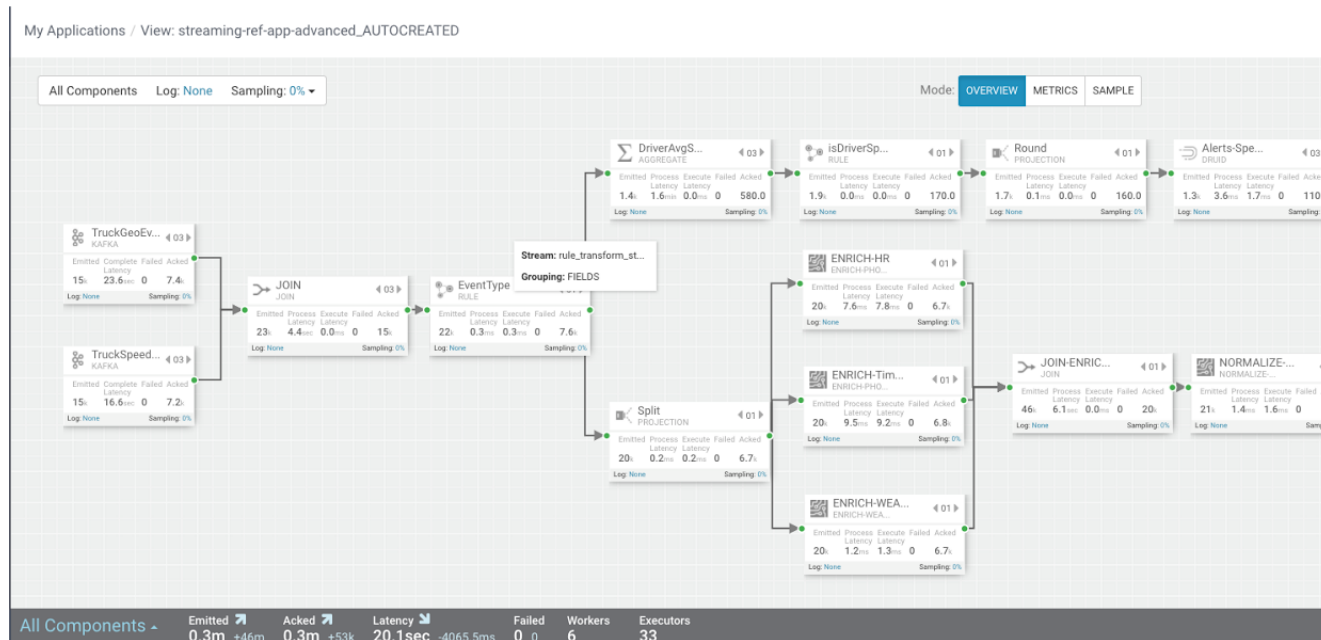 My Applications / View: streaming-ref-app-advanced_AUTOCREATED
All Components Log: None Sampling: 0%
Mode: OVERVIEW METRICS SAMPLE
TruckGeoEv... 03
KAFKA
Emitted Complete Latency Failed Acked
15k 23.6sec 0 7.4k
Log: None Sampling: 0%
TruckSpeed... 03
KAFKA
Emitted Complete Latency Failed Acked
15k 16.6sec 0 7.2k
Log: None Sampling: 0%
JOIN 03
JOIN
Emitted Process Latency Execute Latency Failed Acked
23k 4.4sec 0.0ms 0 15k
Log: None Sampling: 0%
EventType
RULE
Emitted Process Latency Execute Latency Failed Acked
22k 0.3ms 0.3ms 0 7.6k
Log: None Sampling: 0%
Stream: rule_transform_st...
Grouping: FIELDS
DriverAvgS... 03
AGGREGATE
Emitted Process Latency Execute Latency Failed Acked
1.4k 1.6min 0.0ms 0 580.0
Log: None Sampling: 0%
isDriverSp... 01
RULE
Emitted Process Latency Execute Latency Failed Acked
1.9k 0.0ms 0.0ms 0 170.0
Log: None Sampling: 0%
Round 01
PROJECTION
Emitted Process Latency Execute Latency Failed Acked
1.7k 0.1ms 0.0ms 0 160.0
Log: None Sampling: 0%
Alerts-Spe... 03
DRUID
Emitted Process Latency Execute Latency Failed Acke
1.3k 3.6ms 1.7ms 0 110
Log: None Sampling:
Split 01
PROJECTION
Emitted Process Latency Execute Latency Failed Acked
20k 0.2ms 0.2ms 0 6.7k
Log: None Sampling: 0%
ENRICH-HR 01
ENRICH-PHO...
Emitted Process Latency Execute Latency Failed Acked
20k 7.6ms 7.8ms 0 6.7k
Log: None Sampling: 0%
ENRICH-Tim... 01
ENRICH-PHO...
Emitted Process Latency Execute Latency Failed Acked
20k 9.5ms 9.2ms 0 6.8k
Log: None Sampling: 0%
ENRICH-WEA... 01
ENRICH-WEA...
Emitted Process Latency Execute Latency Failed Acked
20k 1.2ms 1.3ms 0 6.7k
Log: None Sampling: 0%
JOIN-ENRIC... 01
JOIN
Emitted Process Latency Execute Latency Failed Acked
46k 6.1sec 0.0ms 0 20k
Log: None Sampling: 0%
NORMALIZE-...
NORMALIZE-...
Emitted Process Latency Execute Latency Failed
21k 1.4ms 1.6ms 0
Log: None Samp
All Components Emitted Acked Latency Failed Workers Executors
0.3m +46m 0.3m +53k 20.1sec -4065.5ms 0 0 6 33